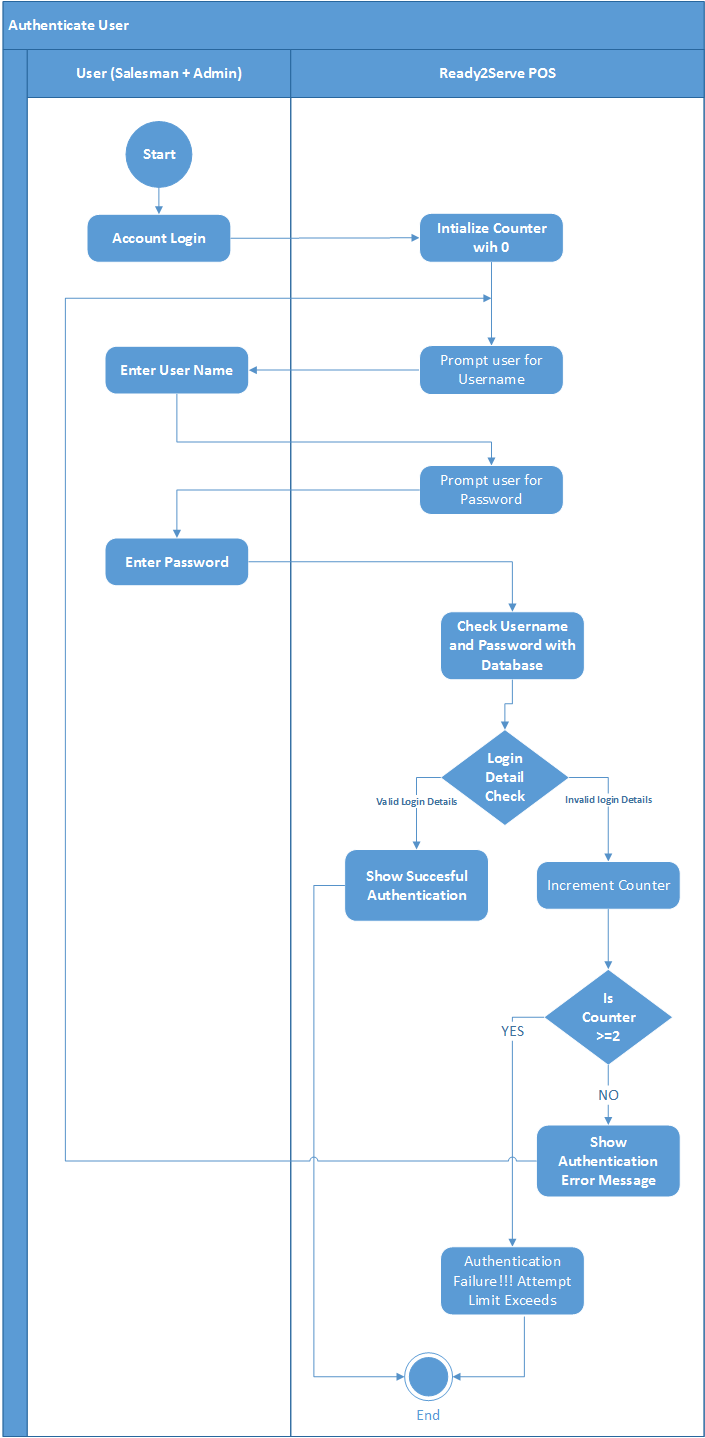 Authenticate User
User (Salesman + Admin)
Ready2Serve POS
Start
Account Login
Intialize Counter
wih 0
Prompt user for
Username
Enter User Name
Prompt user for
Password
Enter Password
Check Username
and Password with
Database
Login
Detail
Check
Valid Login Details
Invalid login Details
Show Succesful
Authentication
Increment Counter
Is
Counter
>=2
YES
NO
Show
Authentication
Error Message
Authentication
Failure!!! Attempt
Limit Exceeds
End